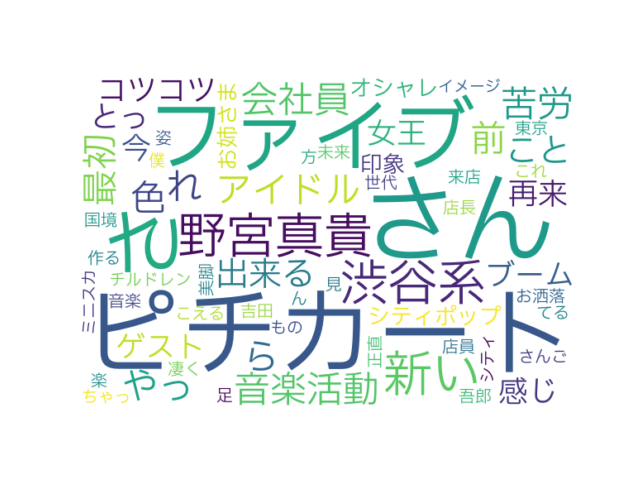 コツコツ
とっ
最初
今
姿
僕
色
れ
お姉さま
会社員
ファイブ
オシャレ
イメージ
苦労
女王
前
東京
こと
方
未来
印象
世代
これ
アイドル
来店
再来
店長
さん
れ
野宮真貴
渋谷系
国境
作る
チルドレン
ミニスカ
音楽
美脚
出来る
ん
見
ブーム
お洒落
てる
ピチカート
こえる
吉田
もの
シティポップ
ゲスト
ら
正直
店員
シティ
さんご
凄く
楽
ちゃっ
やっ
足
音楽活動
新い
吾郎
感じ